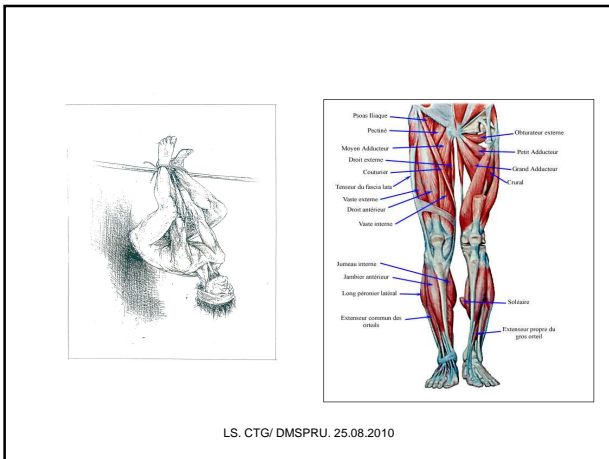 Psoas Iliaque
Pectiné
Moyen Adducteur
Droit externe
Couturier
Tenseur du fascia lata
Vaste externe
Droit antérieur
Vaste interne
Jumeau interne
Jambier antérieur
Long péronier latéral
Extenseur commun des
orteils
Obturateur externe
Petit Adducteur
Grand Adducteur
Crural
Soléaire
Extenseur propre du
gros orteil
LS. CTG/ DMSPRU. 25.08.2010